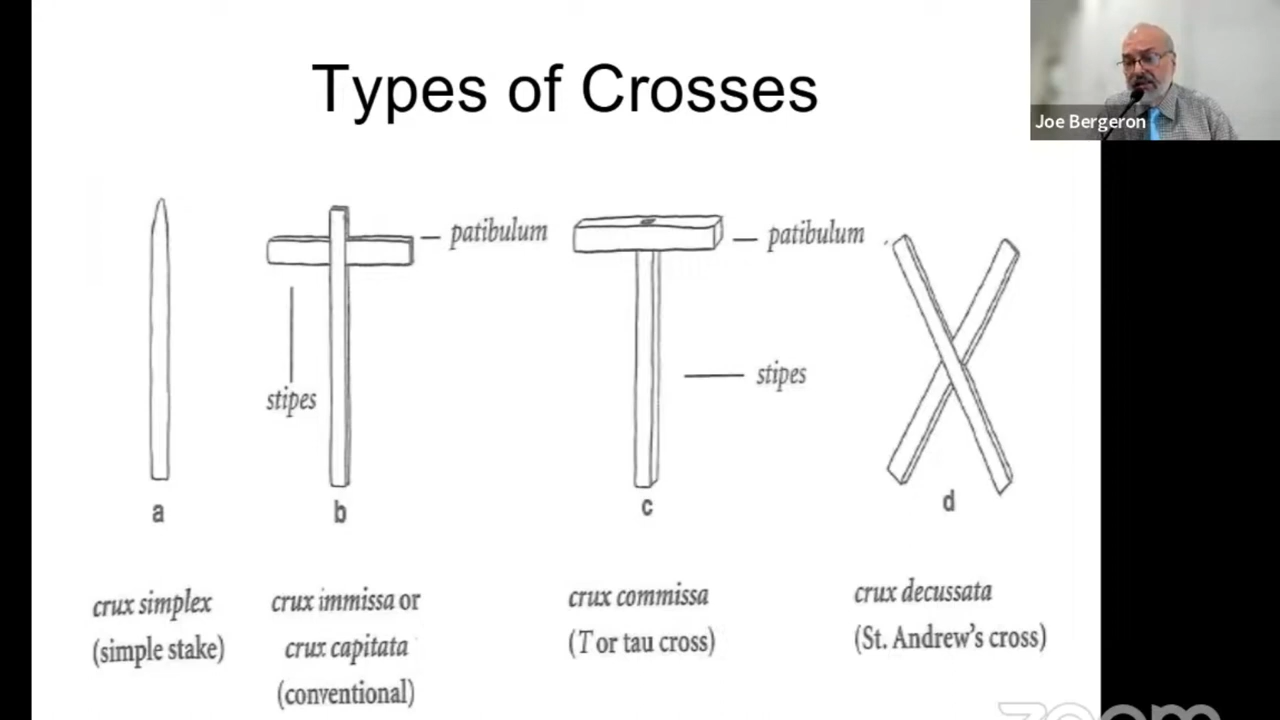 Types of Crosses
Joe Bergeron
patibulum
patibulum
stipes
stipes
a
b
c
d
crux simplex
(simple stake)
crux immissa or
crux capitata
(conventional)
crux commissa
(T or tau cross)
crux decussata
(St. Andrew's cross)
zoom